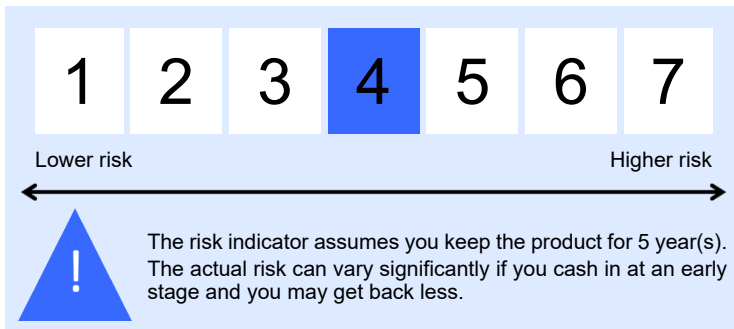 1 2 3 4 5 6 7
Lower risk Higher risk
!
The risk indicator assumes you keep the product for 5 year(s).
The actual risk can vary significantly if you cash in at an early
stage and you may get back less.